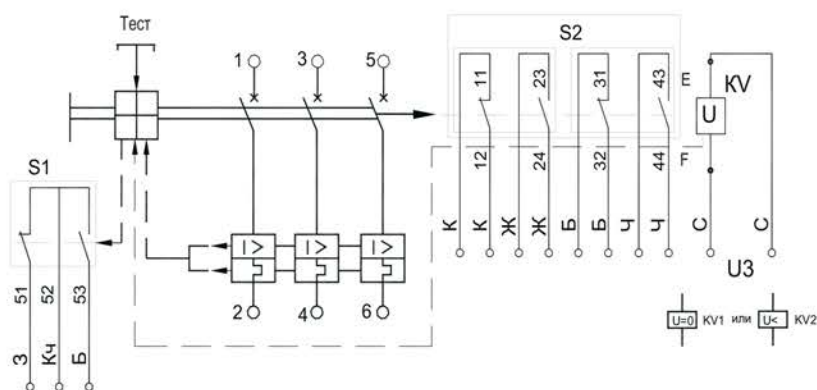 Тест
S2
1
3
5
11
23
31
43
E
KV
U
12
24
32
44
F
S1
К
К
Ж
Ж
Б
Б
Ч
Ч
С
С
I> I> I>
U3
51
52
53
2
4
6
U=0 KV1 или U< KV2
З
Кч
Б